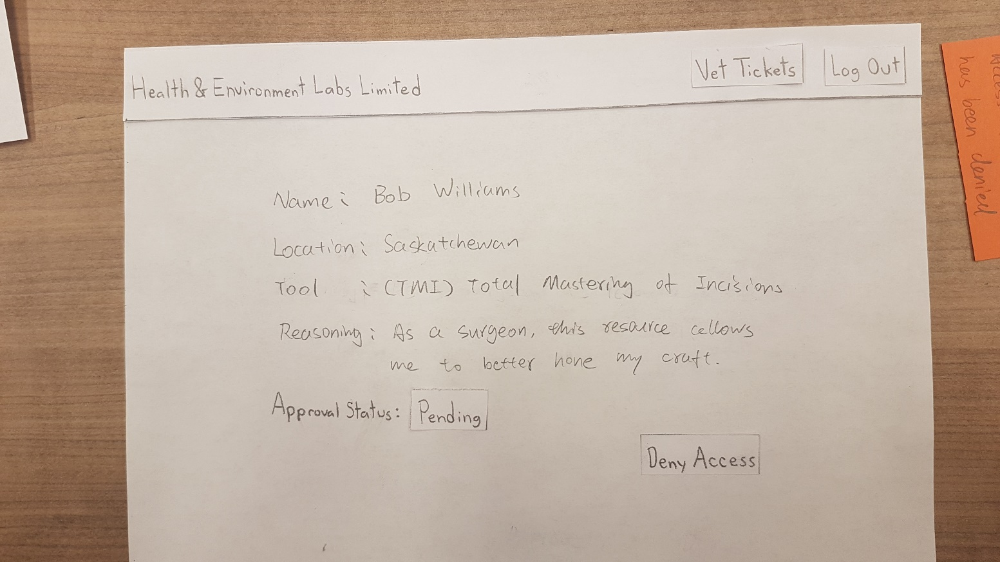 Health & Environment Labs Limited
Vet Tickets
Log Out
Name: Bob Williams
Location: Saskatchewan
Tool : (TMI) Total Mastering of Incisions
Reasoning: As a surgeon, this resource allows
me to better hone my craft.
Approval Status: Pending
Deny Access
Access
has been denied